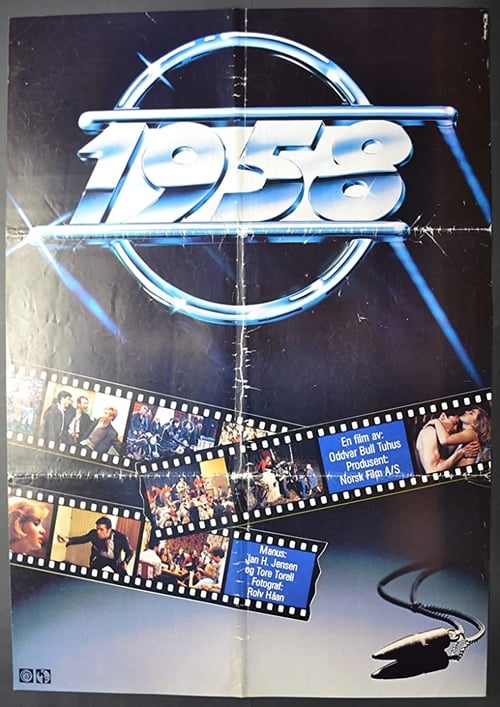 1958
En film av:
Oddvar Bull Tuhus
Produsent:
Norsk Film A/S
Manus:
Jan H. Jensen
og Tore Torell
Fotograf:
Rolv Håan